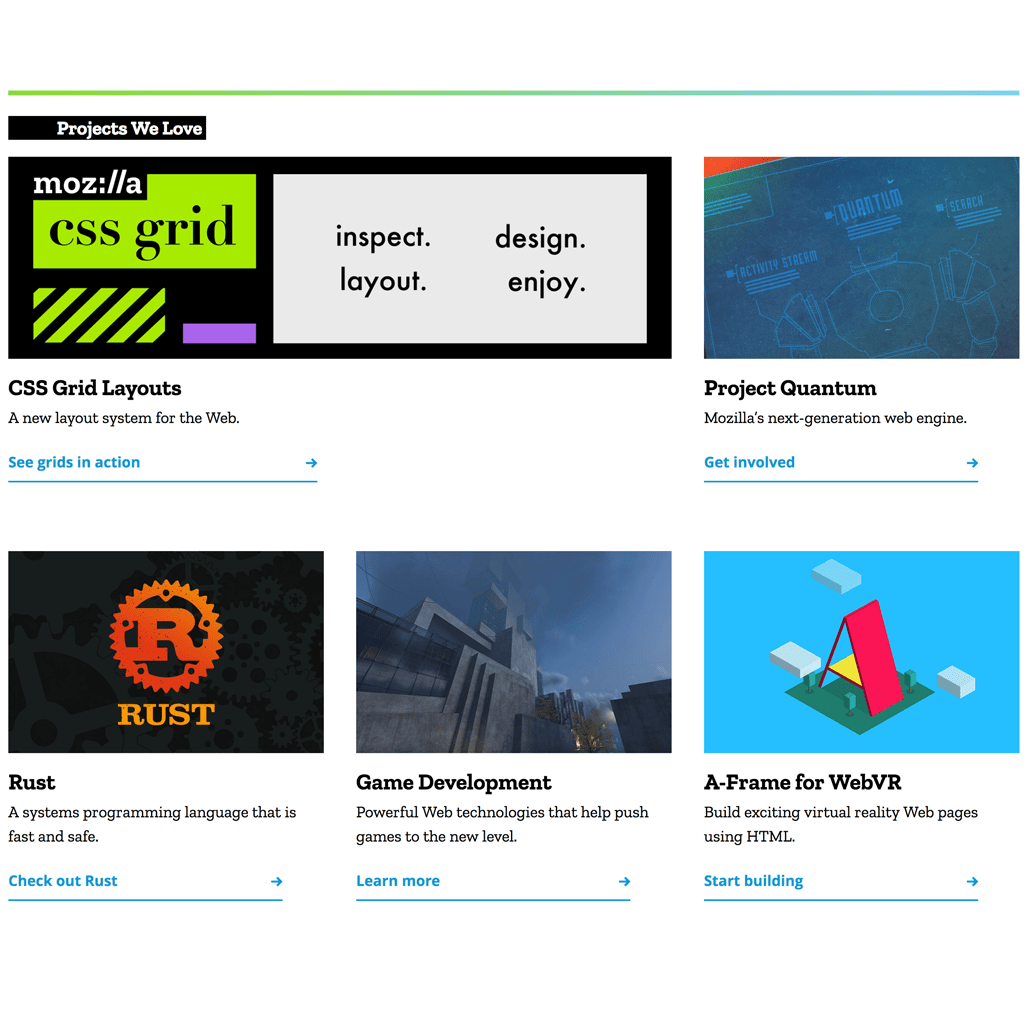 Projects We Love
moz://a
css grid
inspect. design.
layout. enjoy.
QUANTUM
SEARCH
ACTIVITY STREAM
CSS Grid Layouts
A new layout system for the Web.
See grids in action →
Project Quantum
Mozilla’s next-generation web engine.
Get involved →
R
RUST
Rust
A systems programming language that is
fast and safe.
Check out Rust →
Game Development
Powerful Web technologies that help push
games to the new level.
Learn more →
A-Frame for WebVR
Build exciting virtual reality Web pages
using HTML.
Start building →